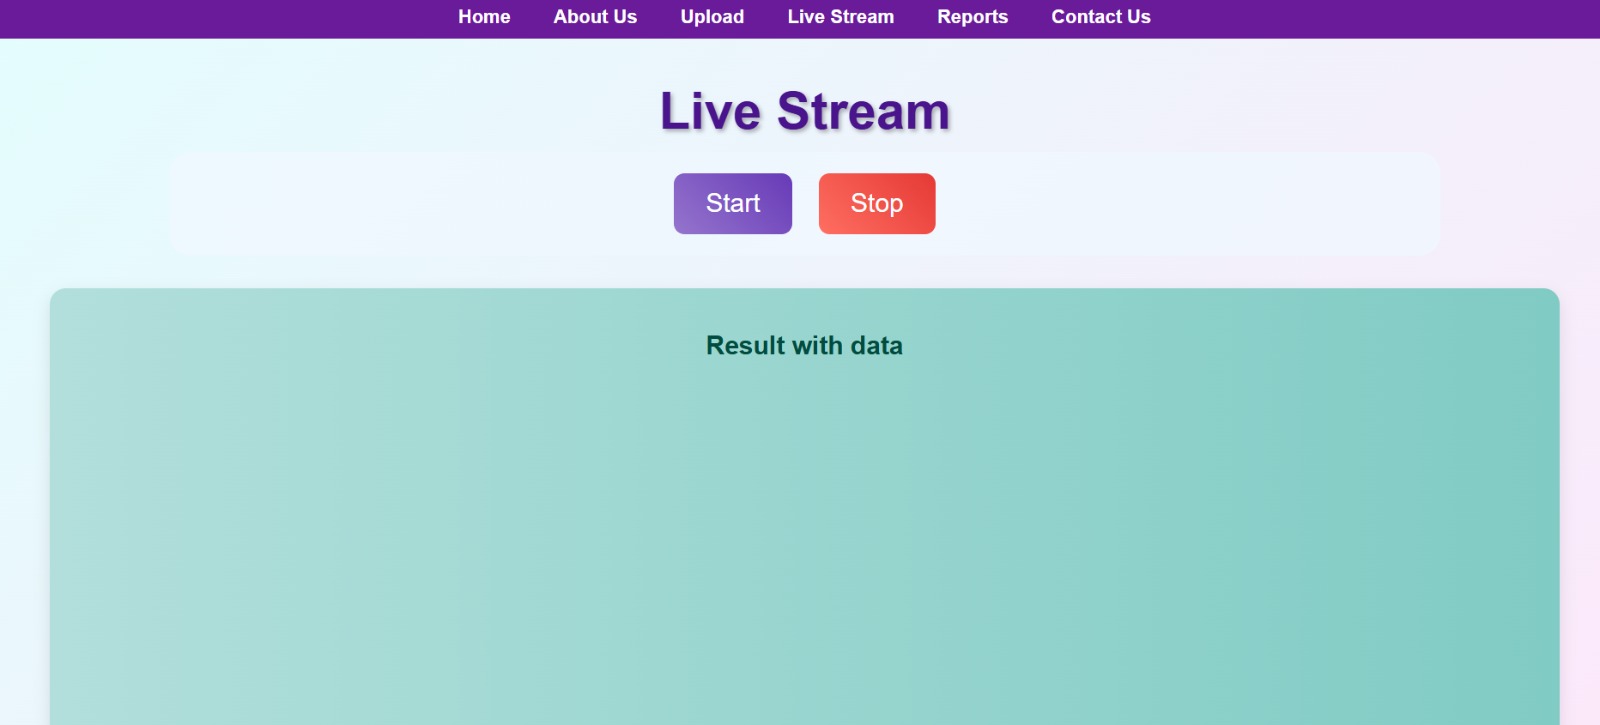 Home About Us Upload Live Stream Reports Contact Us
Live Stream
Start Stop
Result with data